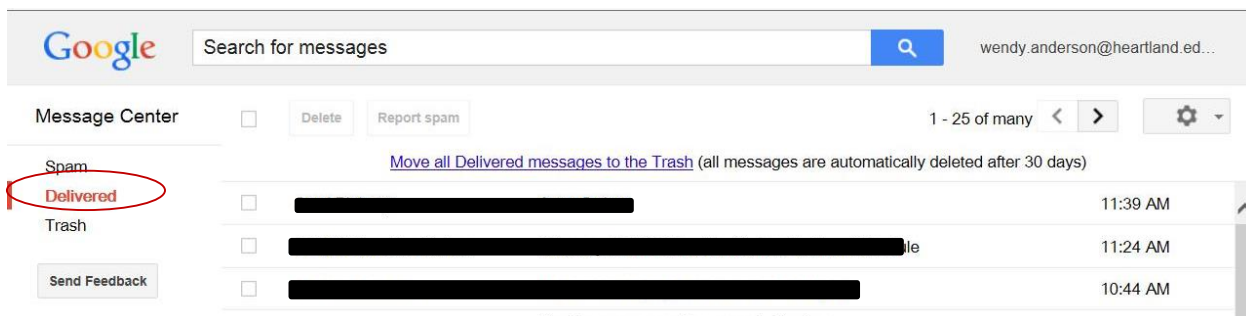 Google
Search for messages
wendy.anderson@heartland.ed...
Message Center
Delete
Report spam
1 - 25 of many
Move all Delivered messages to the Trash (all messages are automatically deleted after 30 days)
Spam
Delivered
Trash
Send Feedback
11:39 AM
ule 11:24 AM
10:44 AM